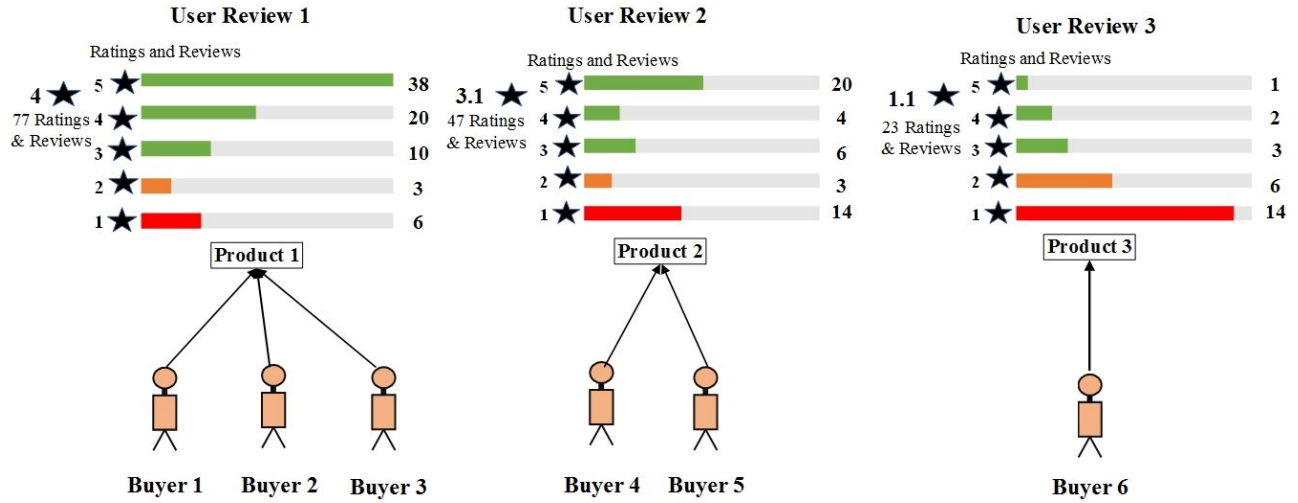 User Review 1
Ratings and Reviews
4
77 Ratings
& Reviews
5 38
4 20
3 10
2 3
1 6
Product 1
Buyer 1 Buyer 2 Buyer 3
User Review 2
Ratings and Reviews
3.1
47 Ratings
& Reviews
5 20
4 4
3 6
2 3
1 14
Product 2
Buyer 4 Buyer 5
User Review 3
Ratings and Reviews
1.1
23 Ratings
& Reviews
5 1
4 2
3 3
2 6
1 14
Product 3
Buyer 6